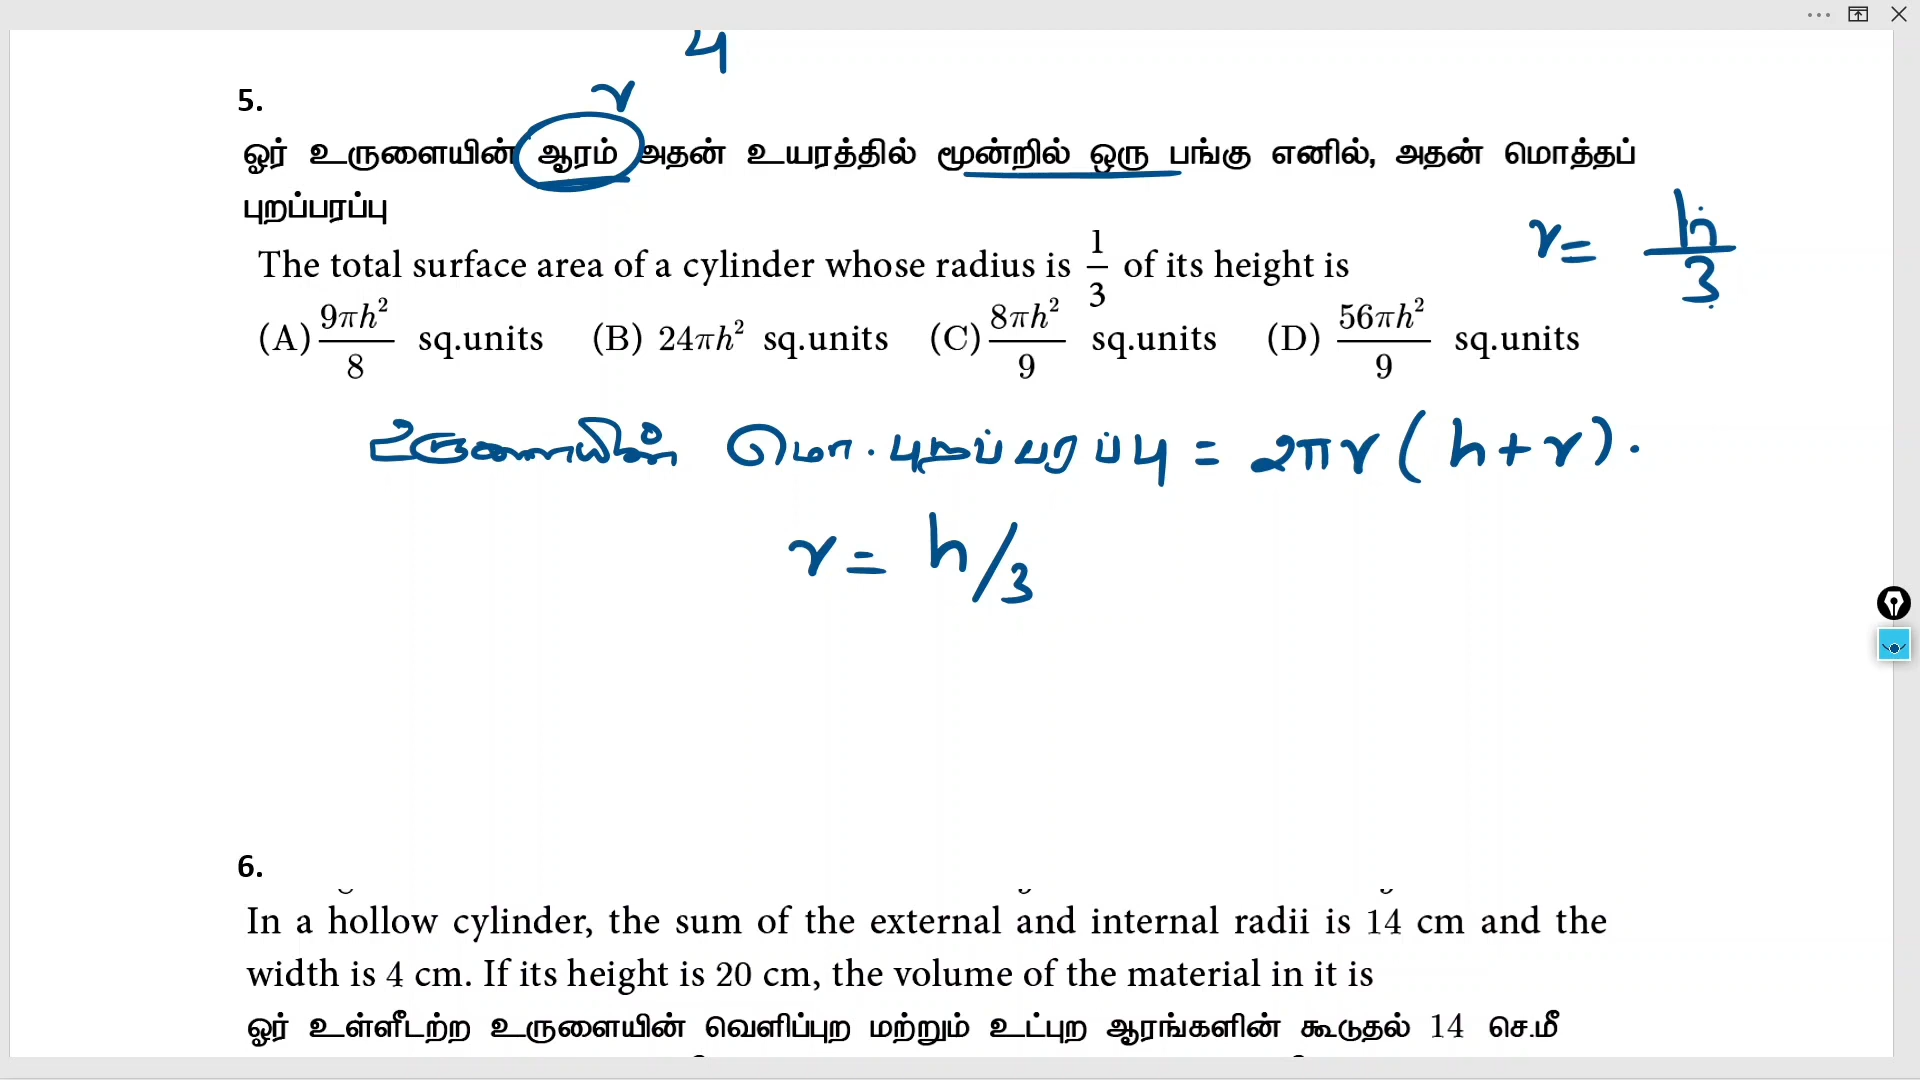 4
r
5.
ஓர் உருளையின் ஆரம் அதன் உயரத்தில் மூன்றில் ஒரு பங்கு எனில், அதன் மொத்தப்
புறப்பரப்பு
r = h/3
The total surface area of a cylinder whose radius is 1/3 of its height is
(A) 9πh²/8 sq.units (B) 24πh² sq.units (C) 8πh²/9 sq.units (D) 56πh²/9 sq.units
உருளையின் மொ. புறப்பரப்பு = 2πr (h+r).
r = h/3
6.
In a hollow cylinder, the sum of the external and internal radii is 14 cm and the
width is 4 cm. If its height is 20 cm, the volume of the material in it is
ஓர் உள்ளீடற்ற உருளையின் வெளிப்புற மற்றும் உட்புற ஆரங்களின் கூடுதல் 14 செ.மீ